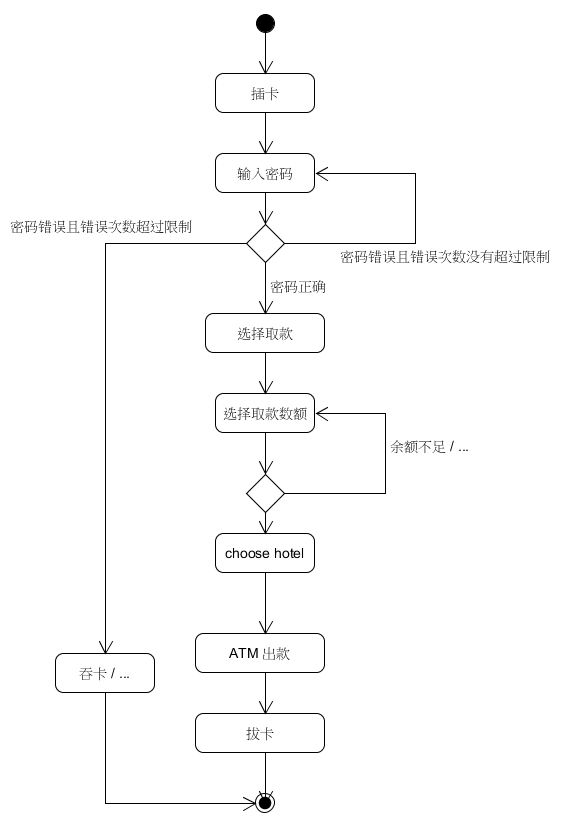 插卡
输入密码
密码错误且错误次数超过限制
密码错误且错误次数没有超过限制
密码正确
选择取款
选择取款数额
余额不足 / ...
choose hotel
ATM 出款
吞卡 / ...
拔卡